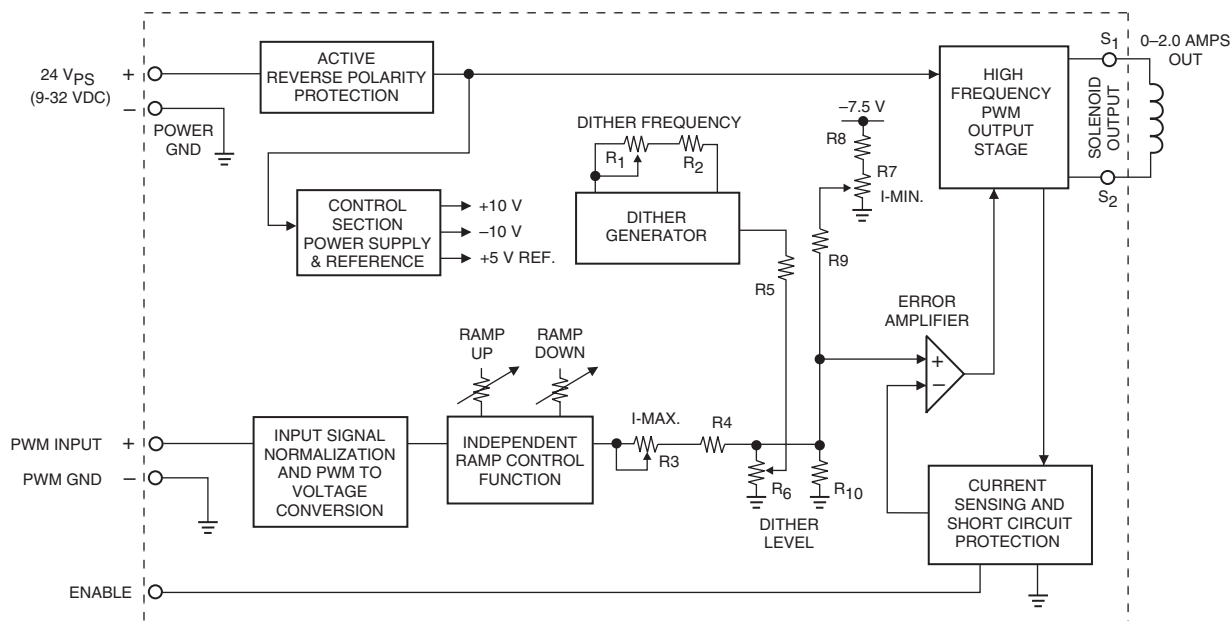 24 VPS
(9-32 VDC)
+
–
POWER
GND
ACTIVE
REVERSE POLARITY
PROTECTION
DITHER FREQUENCY
R1
R2
DITHER
GENERATOR
R5
–7.5 V
R8
R7
I-MIN.
R9
HIGH
FREQUENCY
PWM
OUTPUT
STAGE
S1
SOLENOID
OUTPUT
S2
0–2.0 AMPS
OUT
CONTROL
SECTION
POWER SUPPLY
& REFERENCE
+10 V
–10 V
+5 V REF.
ERROR
AMPLIFIER
+
–
RAMP
UP
RAMP
DOWN
PWM INPUT
+
PWM GND
–
INPUT SIGNAL
NORMALIZATION
AND PWM TO
VOLTAGE
CONVERSION
INDEPENDENT
RAMP CONTROL
FUNCTION
I-MAX.
R3
R4
R6
R10
DITHER
LEVEL
CURRENT
SENSING AND
SHORT CIRCUIT
PROTECTION
ENABLE